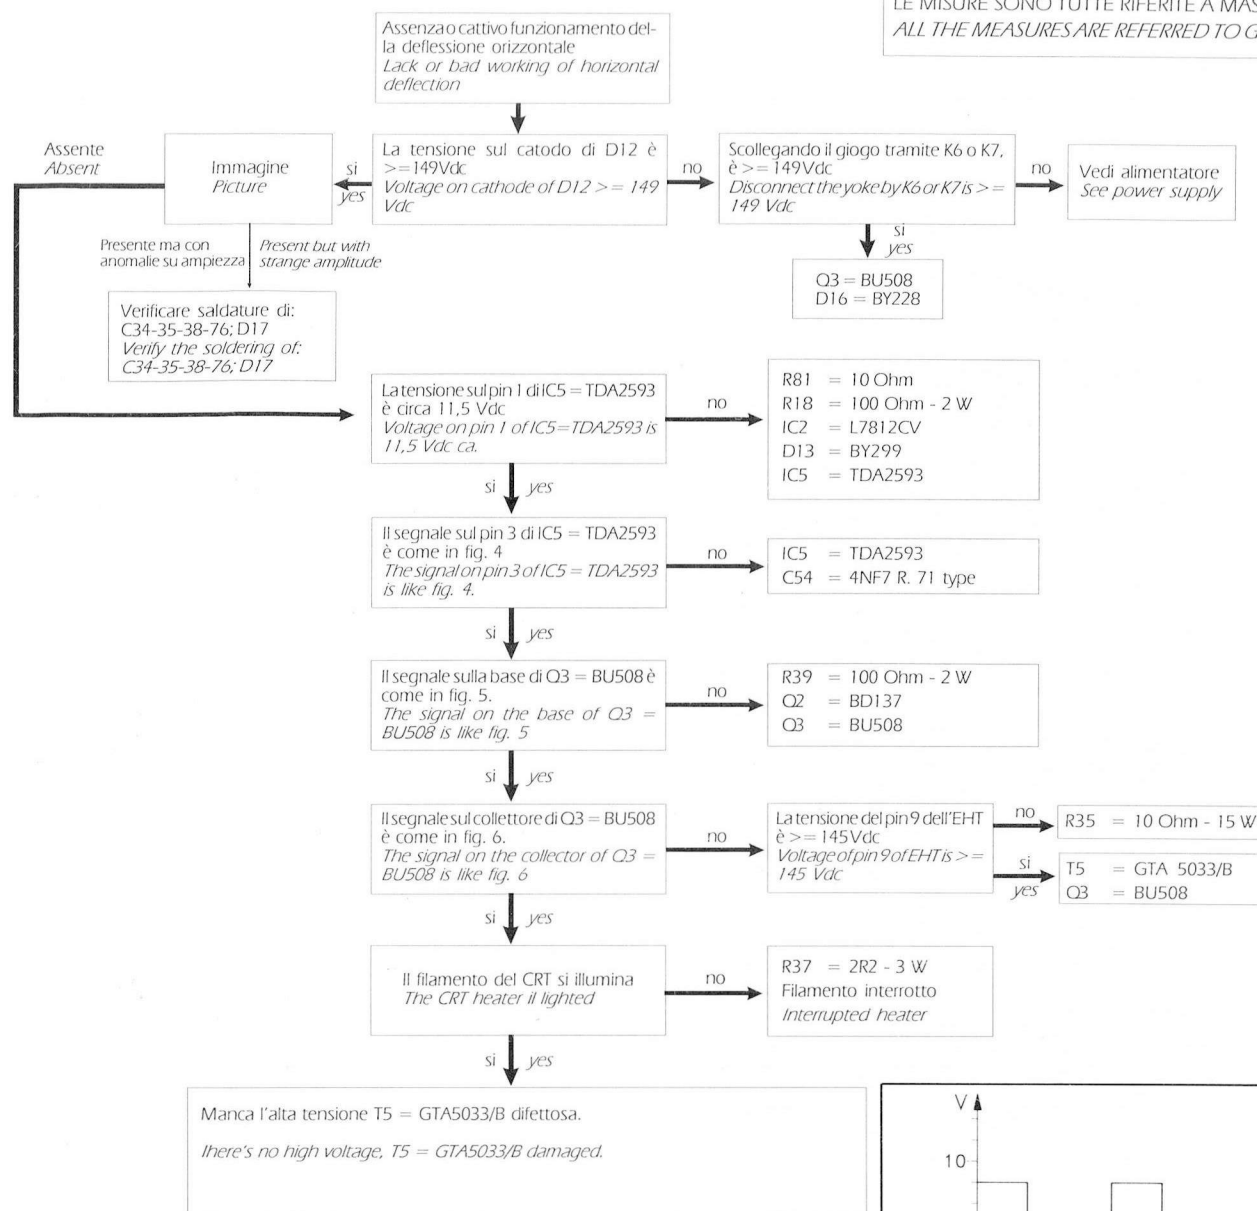 LE MISURE SONO TUTTE RIFERITE A MAS
ALL THE MEASURES ARE REFERRED TO G
Assenza o cattivo funzionamento del-
la deflessione orizzontale
Lack or bad working of horizontal
deflection
La tensione sul catodo di D12 è
>=149Vdc
Voltage on cathode of D12 >= 149
Vdc
si
yes
no
Immagine
Picture
Assente
Absent
Scollegando il giogo tramite K6 o K7,
è >=149Vdc
Disconnect the yoke by K6 or K7 is >=
149 Vdc
no
Vedi alimentatore
See power supply
si
yes
Q3 = BU508
D16 = BY228
Presente ma con
anomalie su ampiezza
Present but with
strange amplitude
Verificare saldature di:
C34-35-38-76; D17
Verify the soldering of:
C34-35-38-76; D17
La tensione sul pin 1 di IC5 = TDA2593
è circa 11,5 Vdc
Voltage on pin 1 of IC5=TDA2593 is
11,5 Vdc ca.
no
R81 = 10 Ohm
R18 = 100 Ohm - 2 W
IC2 = L7812CV
D13 = BY299
IC5 = TDA2593
si yes
Il segnale sul pin 3 di IC5 = TDA2593
è come in fig. 4
The signal on pin 3 of IC5 = TDA2593
is like fig. 4.
no
IC5 = TDA2593
C54 = 4NF7 R. 71 type
si yes
Il segnale sulla base di Q3 = BU508 è
come in fig. 5.
The signal on the base of Q3 =
BU508 is like fig. 5
no
R39 = 100 Ohm - 2 W
Q2 = BD137
Q3 = BU508
si yes
Il segnale sul collettore di Q3 = BU508
è come in fig. 6.
The signal on the collector of Q3 =
BU508 is like fig. 6
no
La tensione del pin 9 dell'EHT
è >= 145Vdc
Voltage of pin 9 of EHT is >=
145 Vdc
no
R35 = 10 Ohm - 15 W
si
yes
T5 = GTA 5033/B
Q3 = BU508
si yes
Il filamento del CRT si illumina
The CRT heater il lighted
no
R37 = 2R2 - 3 W
Filamento interrotto
Interrupted heater
si yes
Manca l'alta tensione T5 = GTA5033/B difettosa.
There's no high voltage, T5 = GTA5033/B damaged.
V
10